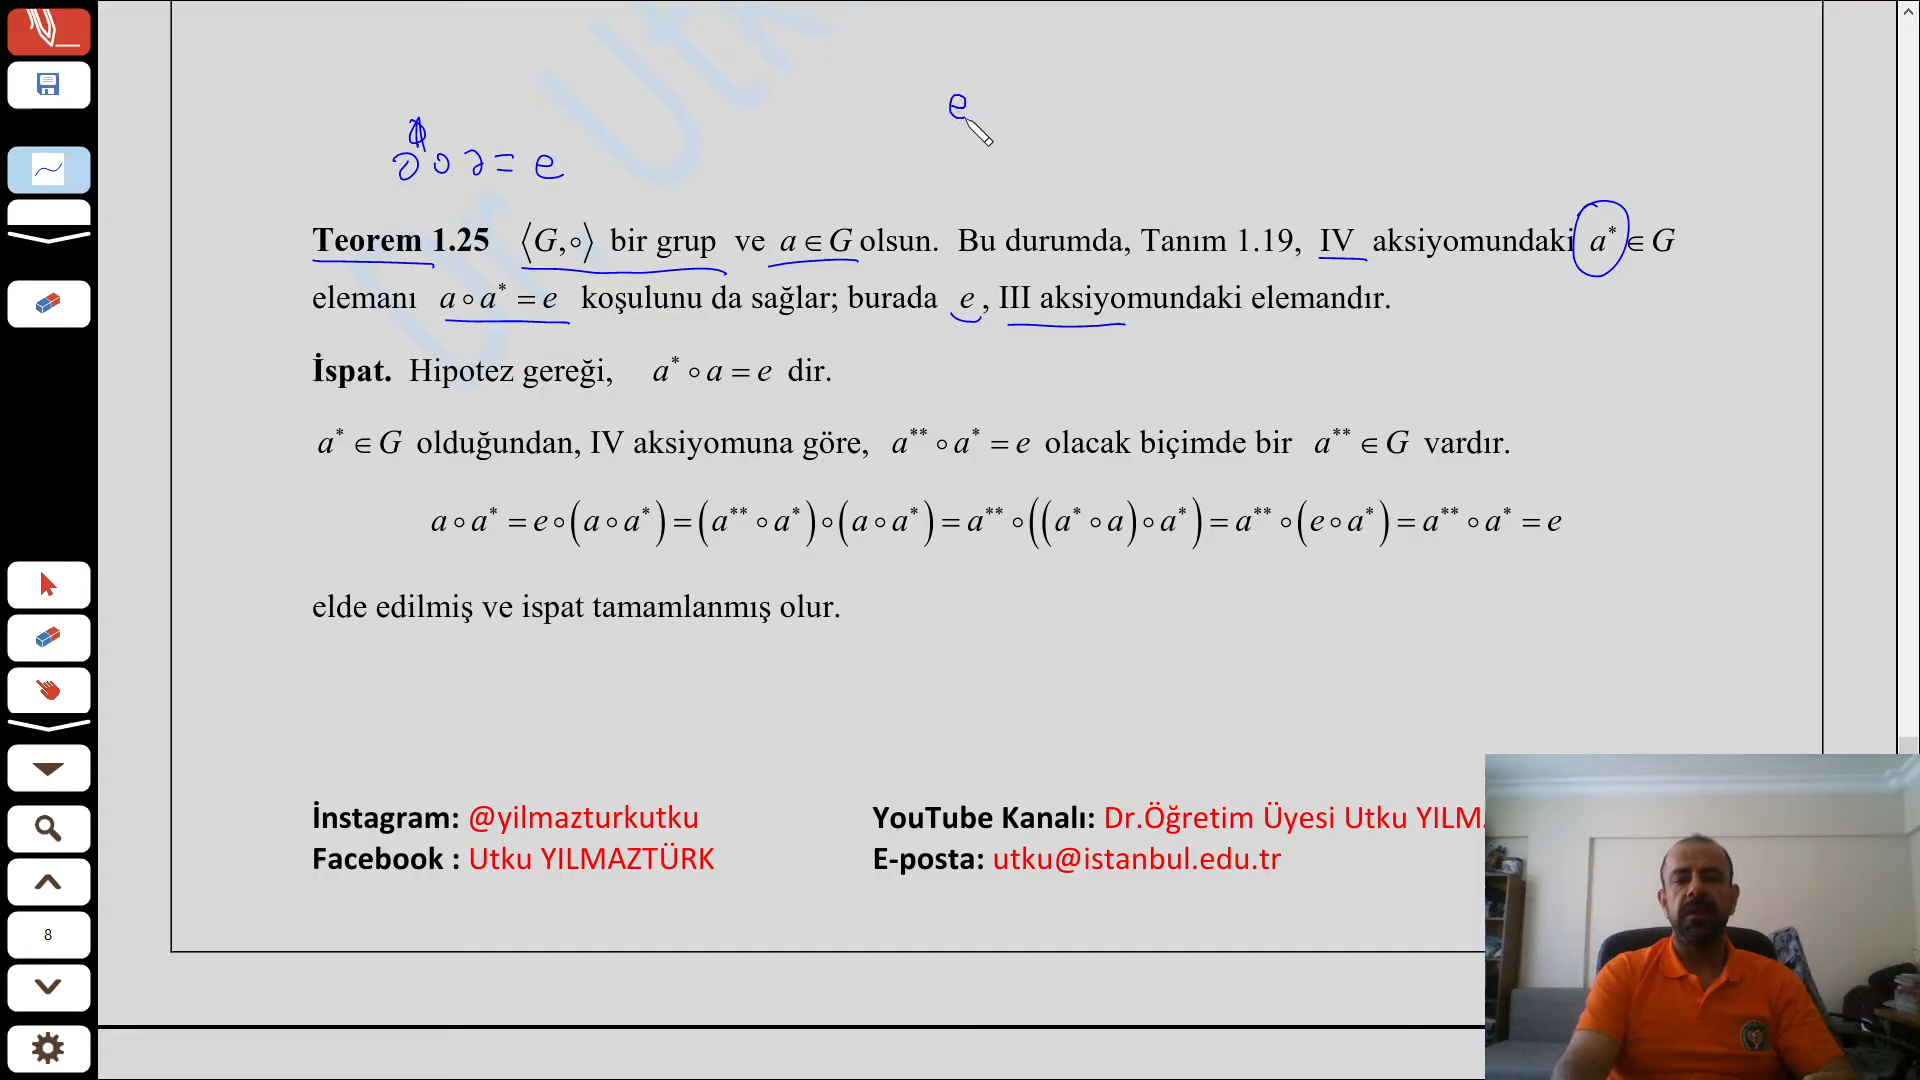 e
a* ∘ a = e
Teorem 1.25 ⟨G,∘⟩ bir grup ve a ∈ G olsun. Bu durumda, Tanım 1.19, IV aksiyomundaki a* ∈ G
elemanı a ∘ a* = e koşulunu da sağlar; burada e, III aksiyomundaki elemandır.
İspat. Hipotez gereği, a* ∘ a = e dir.
a* ∈ G olduğundan, IV aksiyomuna göre, a** ∘ a* = e olacak biçimde bir a** ∈ G vardır.
a ∘ a* = e ∘ (a ∘ a*) = (a** ∘ a*) ∘ (a ∘ a*) = a** ∘ ((a* ∘ a) ∘ a*) = a** ∘ (e ∘ a*) = a** ∘ a* = e
elde edilmiş ve ispat tamamlanmış olur.
İnstagram: @yilmazturkutku
Facebook : Utku YILMAZTÜRK
YouTube Kanalı: Dr.Öğretim Üyesi Utku YILM
E-posta: utku@istanbul.edu.tr
8